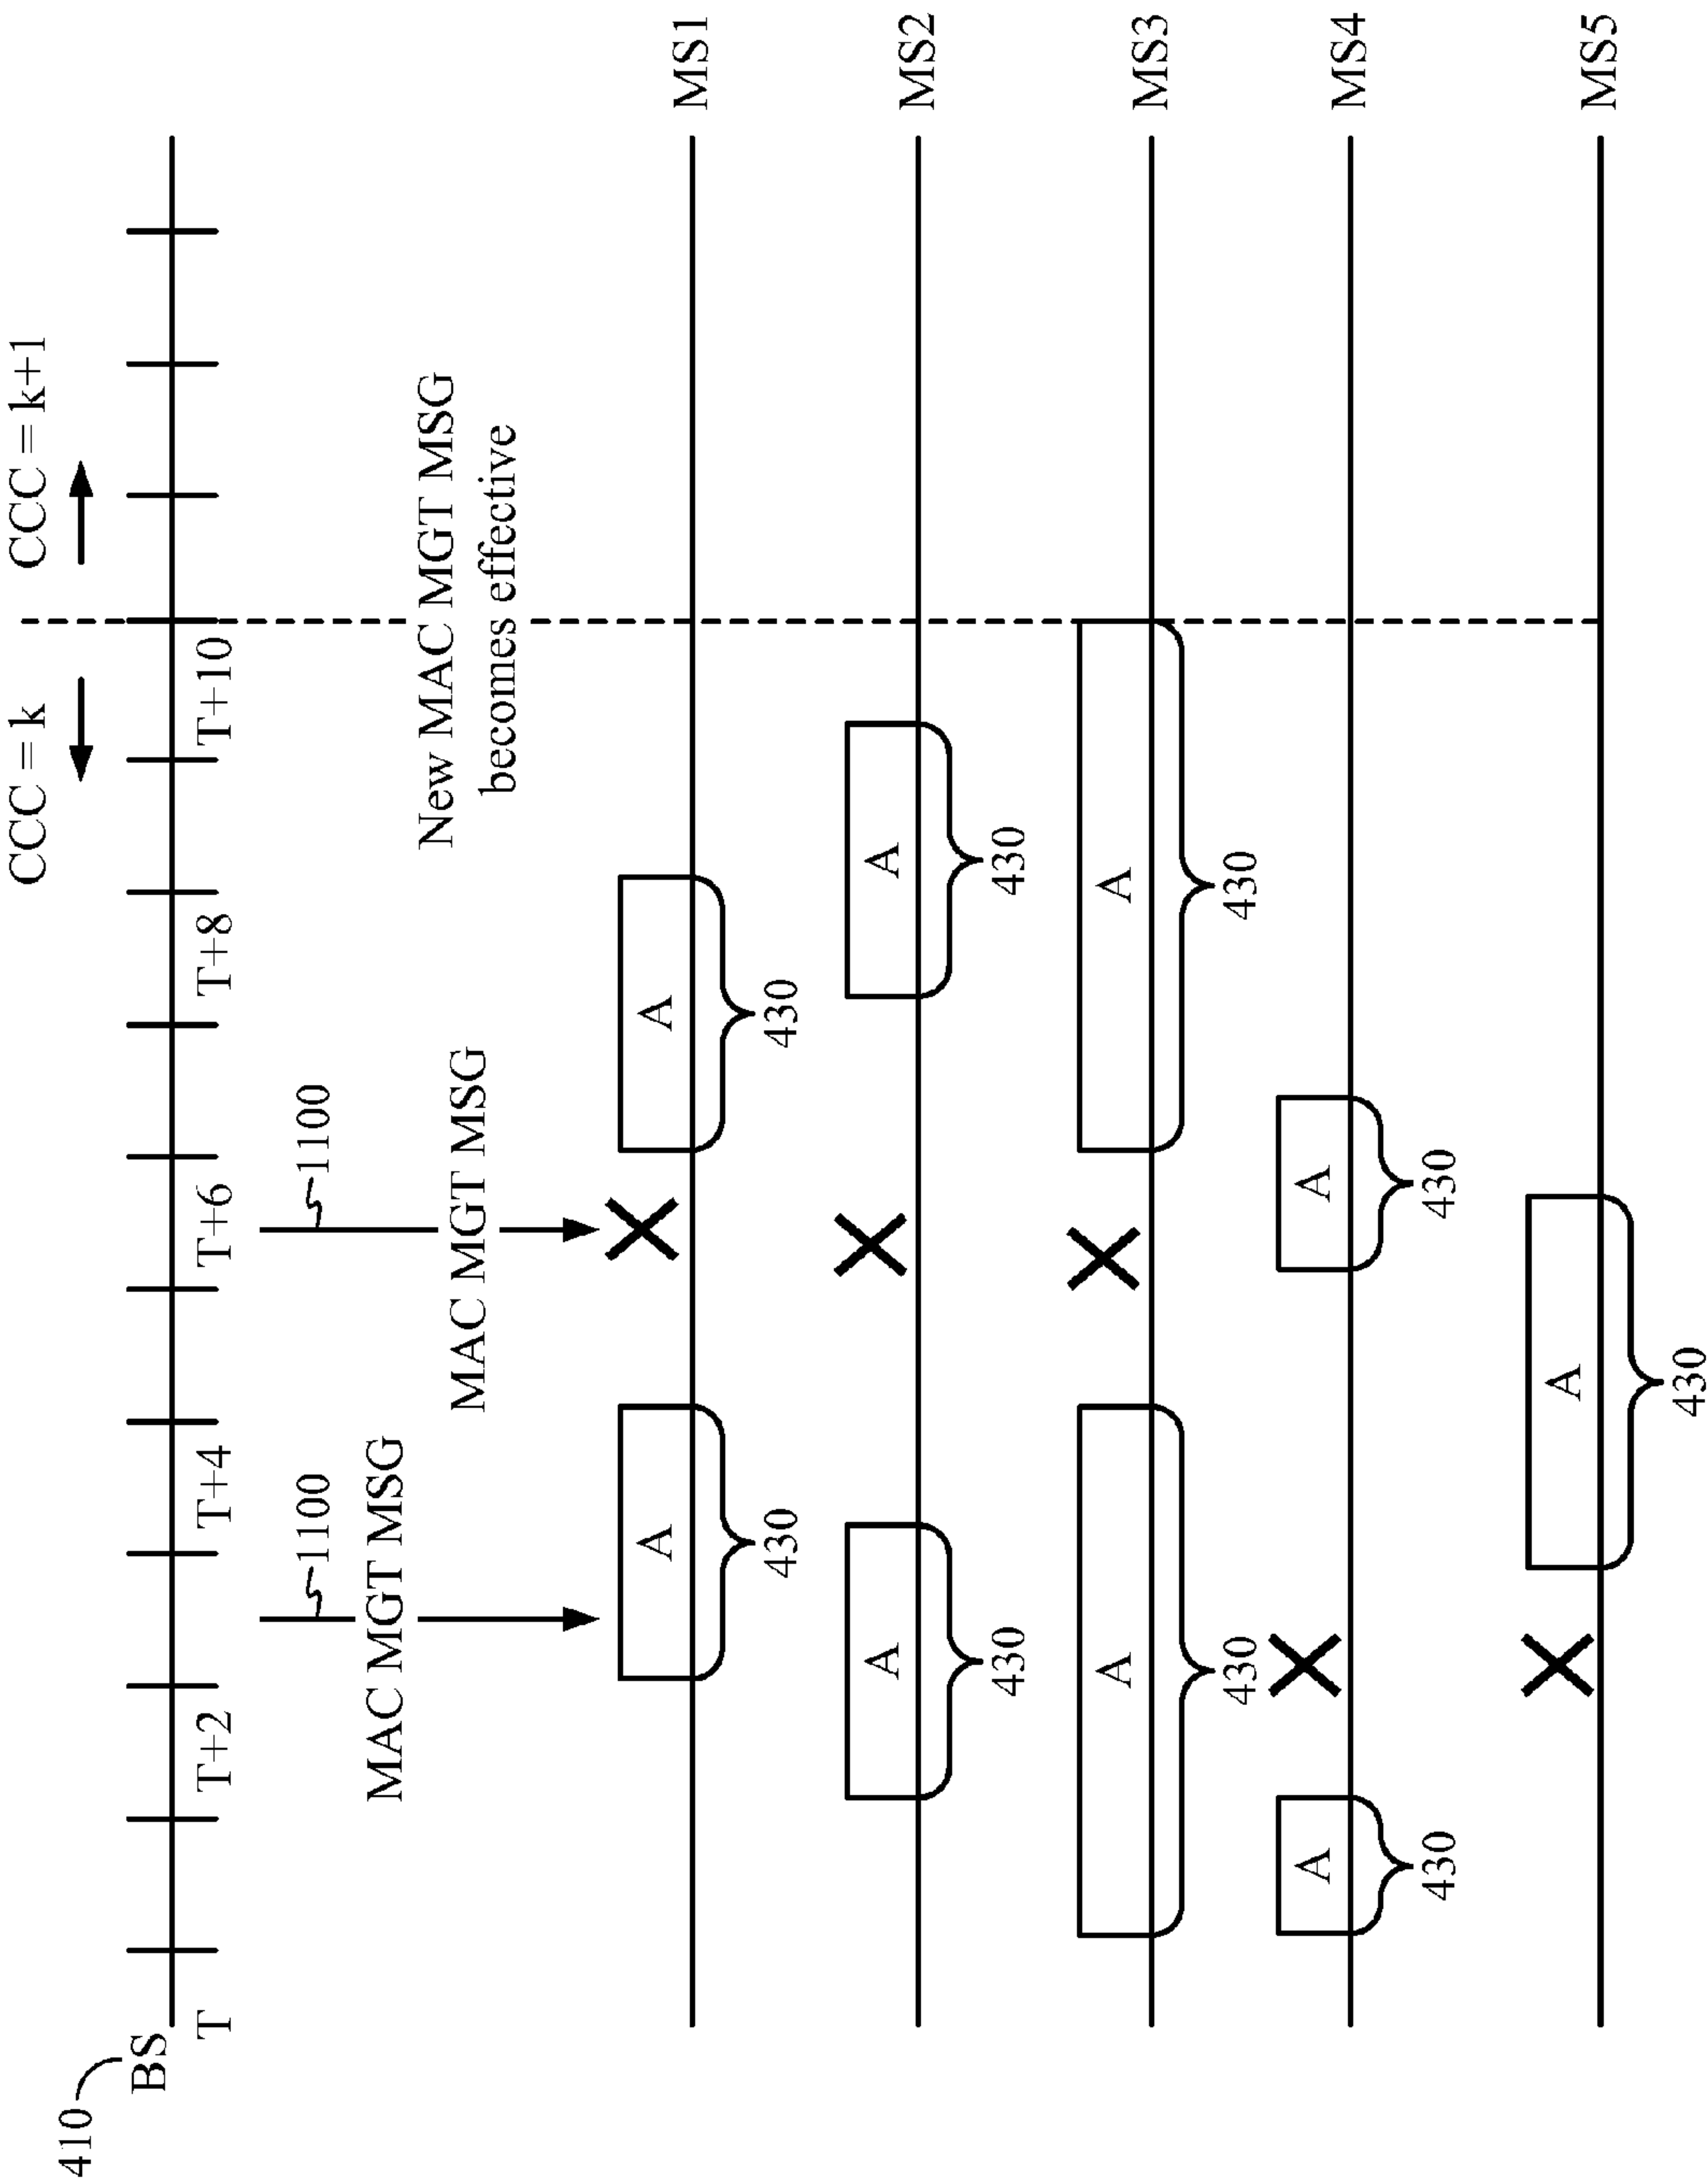 CCC = k
CCC = k+1
410
BS
T
T+2
T+4
T+6
T+8
T+10
1100
1100
MAC MGT MSG
MAC MGT MSG
New MAC MGT MSG
becomes effective
A
A
MS1
430
430
A
A
MS2
430
430
A
A
MS3
430
430
A
A
MS4
430
430
A
MS5
430